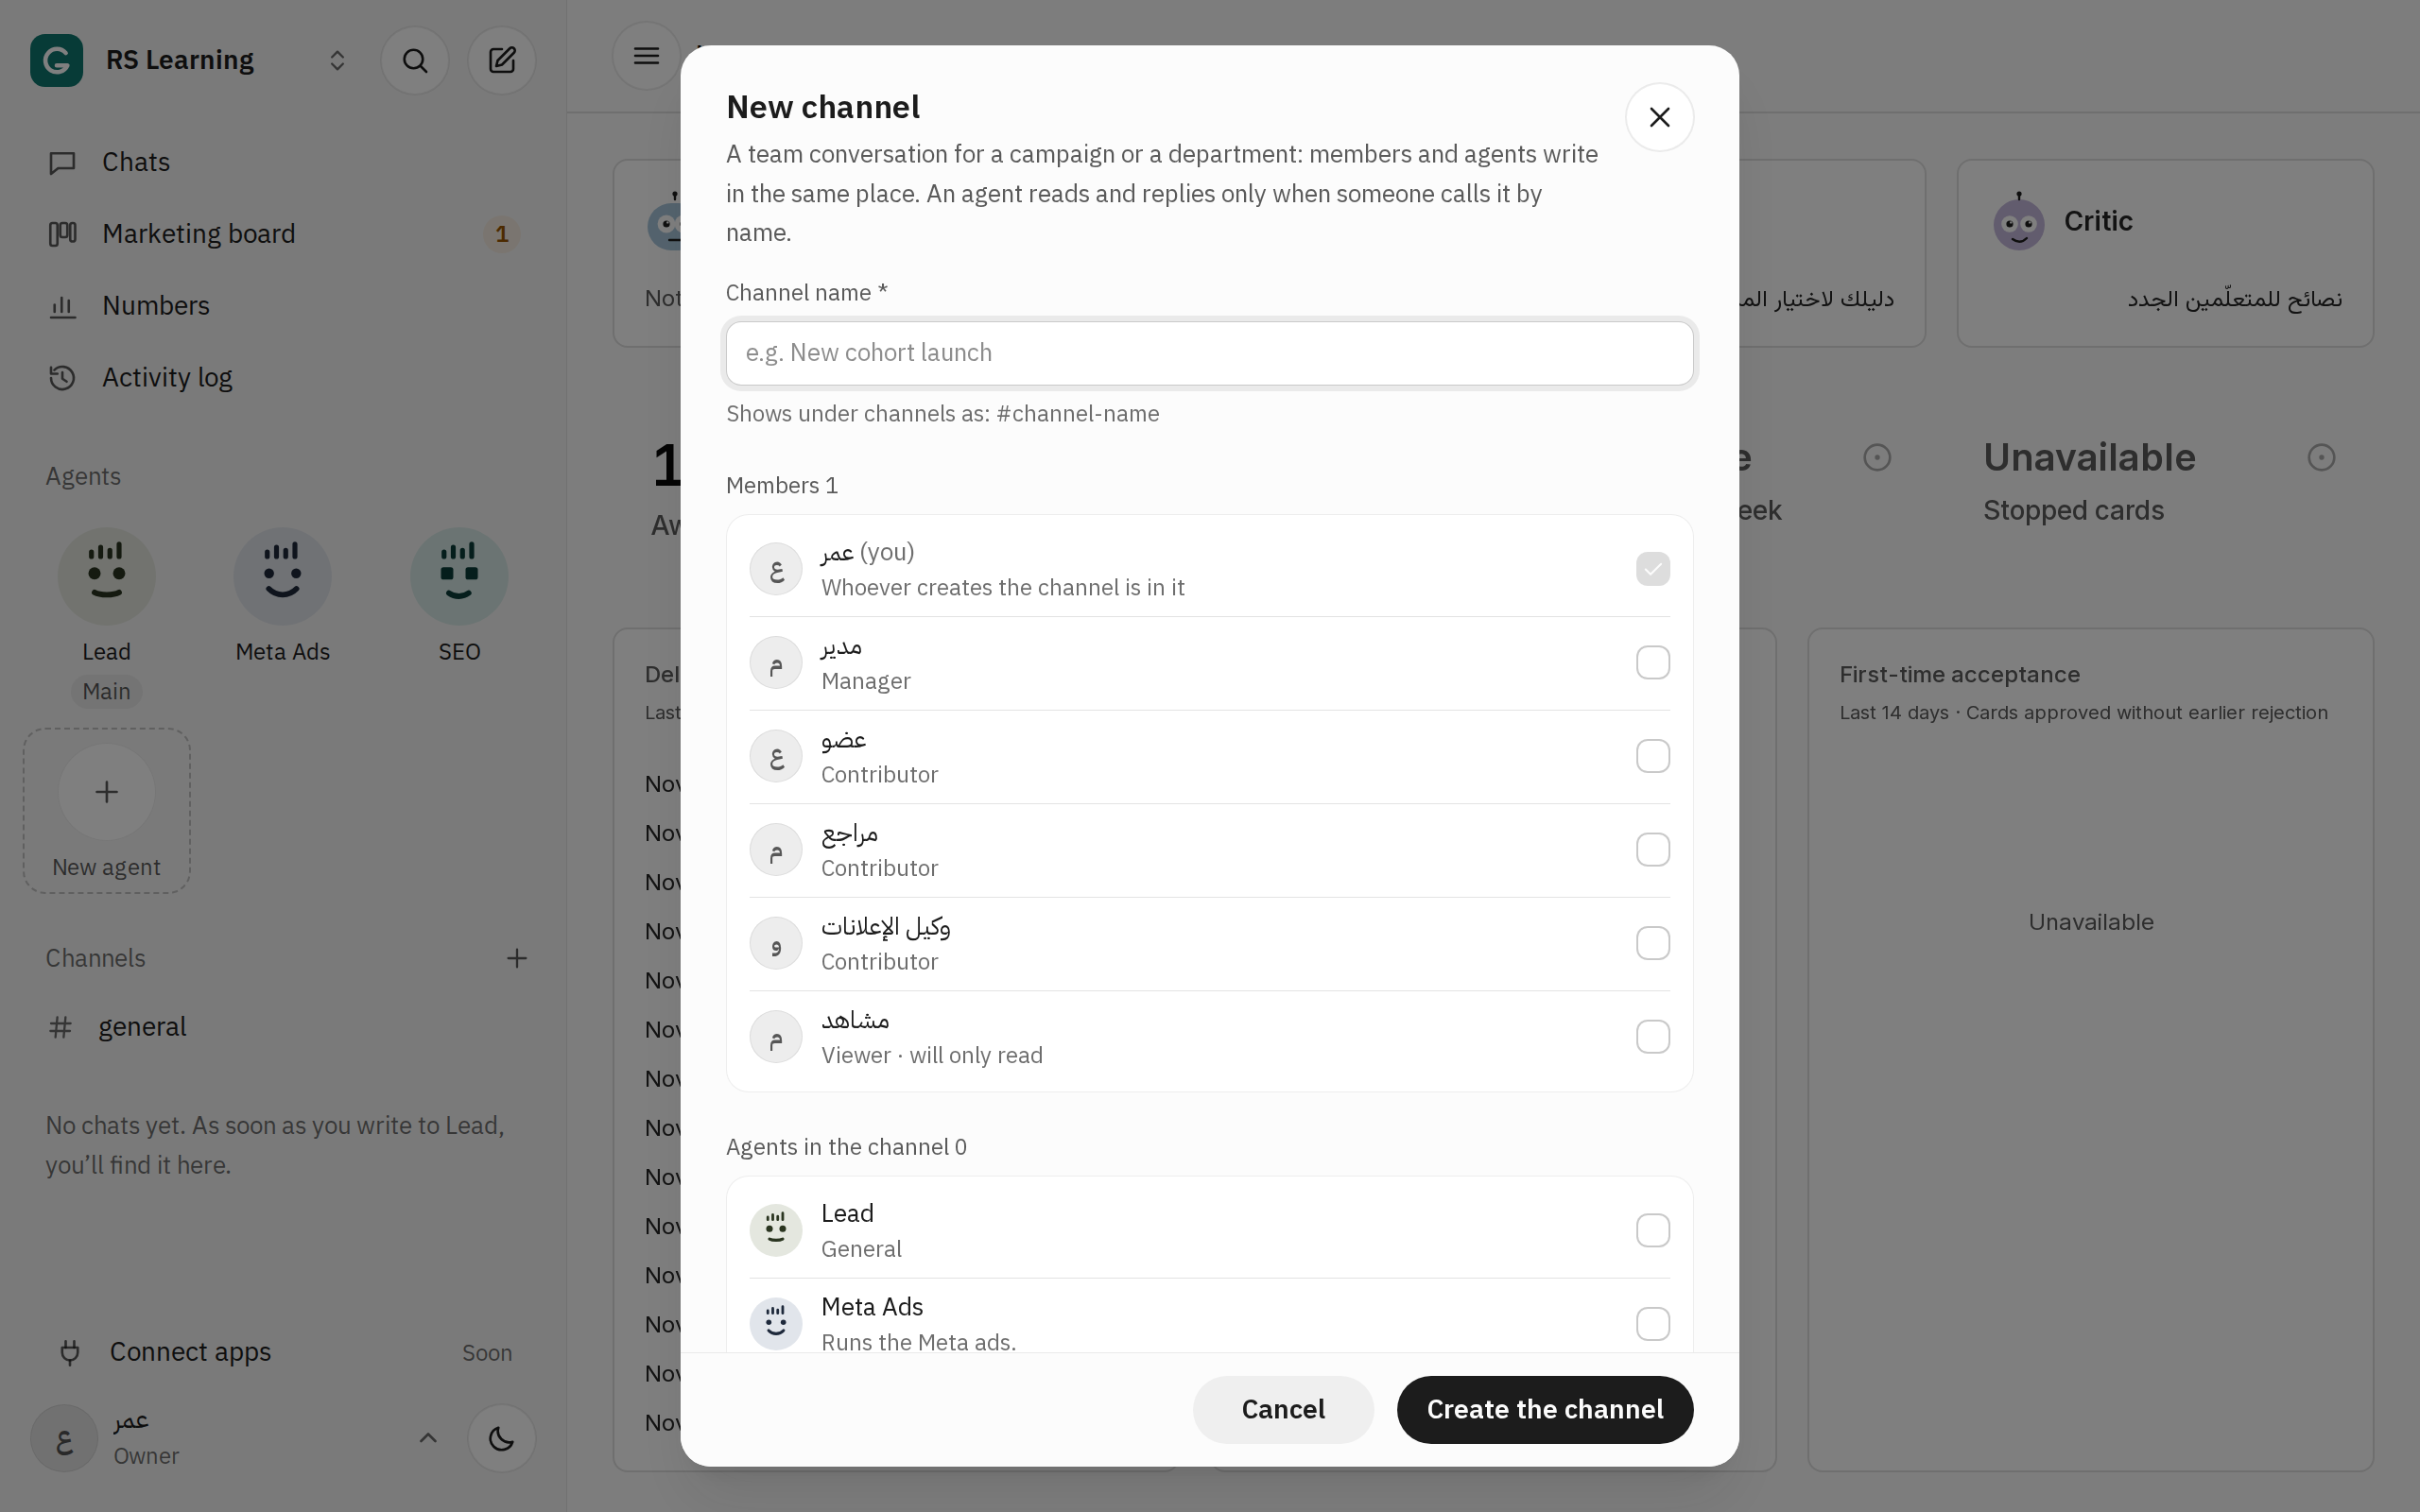 RS Learning
Chats
Marketing board
1
Numbers
Activity log
Agents
Lead
Meta Ads
SEO
Main
New agent
Channels
general
No chats yet. As soon as you write to Lead,
you’ll find it here.
Connect apps
Soon
ع
عمر
Owner
New channel
A team conversation for a campaign or a department: members and agents write
in the same place. An agent reads and replies only when someone calls it by
name.
Channel name *
e.g. New cohort launch
Shows under channels as: #channel-name
Members 1
ع
عمر (you)
Whoever creates the channel is in it
م
مدير
Manager
ع
عضو
Contributor
م
مراجع
Contributor
و
وكيل الإعلانات
Contributor
م
مشاهد
Viewer · will only read
Agents in the channel 0
Lead
General
Meta Ads
Runs the Meta ads.
Cancel
Create the channel
دليلك لاختيار
Critic
نصائح للمتعلّمين الجدد
1
Unavailable
Stopped cards
Last
First-time acceptance
Last 14 days · Cards approved without earlier rejection
Unavailable